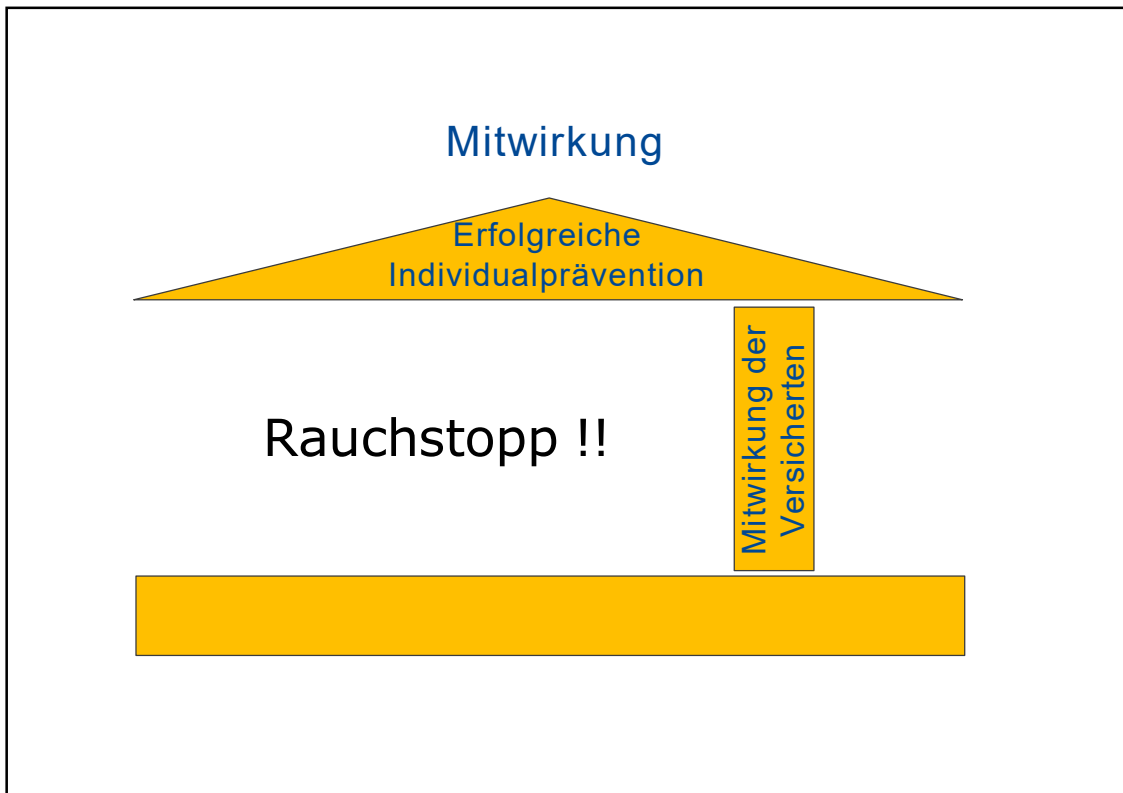 Mitwirkung
Erfolgreiche
Individualprävention
Rauchstopp !!
Mitwirkung der
Versicherten